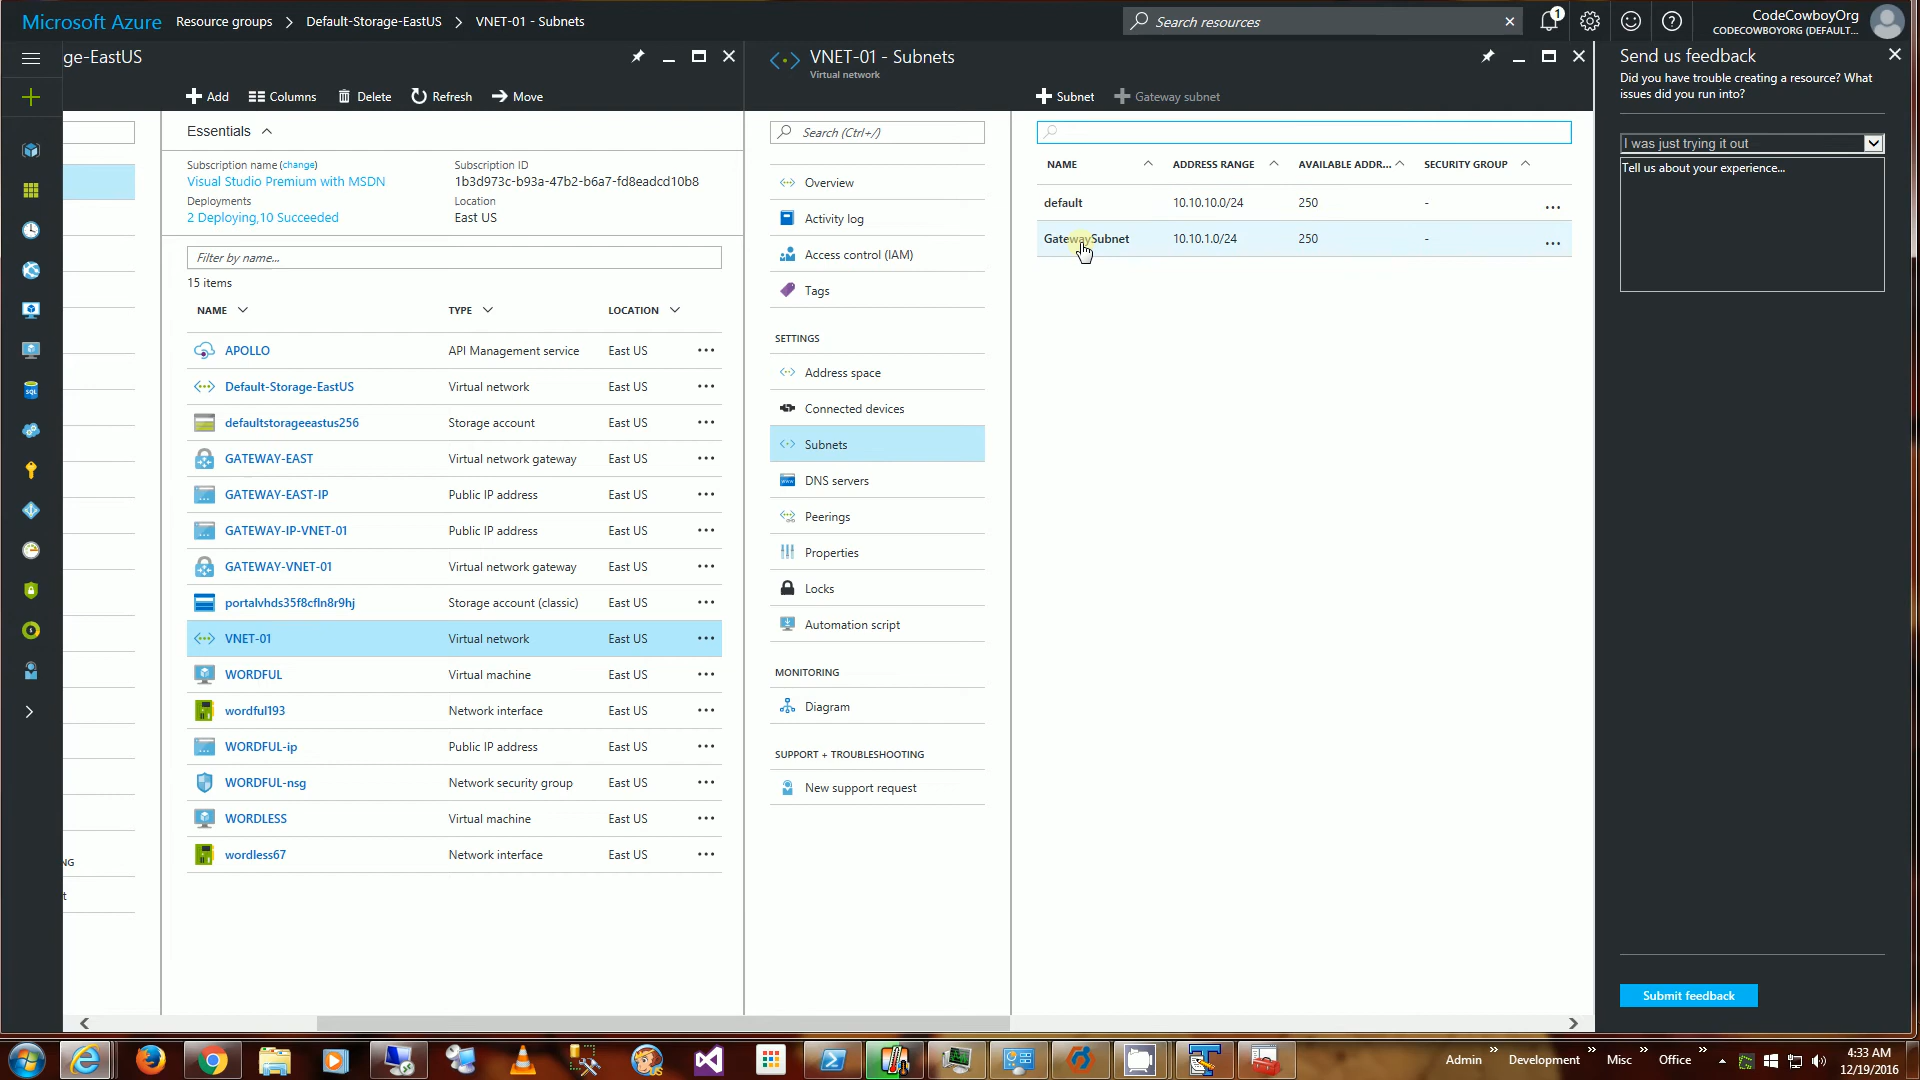 Microsoft Azure Resource groups > Default-Storage-EastUS > VNET-01 - Subnets
Search resources
1
CodeCowboyOrg
CODECOWBOYORG (DEFAULT...
ge-EastUS
Add Columns Delete Refresh Move
Essentials
Subscription name (change)
Visual Studio Premium with MSDN
Deployments
2 Deploying,10 Succeeded
Subscription ID
1b3d973c-b93a-47b2-b6a7-fd8eadcd10b8
Location
East US
Filter by name...
15 items
NAME TYPE LOCATION
APOLLO API Management service East US ...
Default-Storage-EastUS Virtual network East US ...
defaultstorageeastus256 Storage account East US ...
GATEWAY-EAST Virtual network gateway East US ...
GATEWAY-EAST-IP Public IP address East US ...
GATEWAY-IP-VNET-01 Public IP address East US ...
GATEWAY-VNET-01 Virtual network gateway East US ...
portalvhds35f8cfln8r9hj Storage account (classic) East US ...
VNET-01 Virtual network East US ...
WORDFUL Virtual machine East US ...
wordful193 Network interface East US ...
WORDFUL-ip Public IP address East US ...
WORDFUL-nsg Network security group East US ...
WORDLESS Virtual machine East US ...
wordless67 Network interface East US ...
NG
t
VNET-01 - Subnets
Virtual network
Search (Ctrl+/)
Overview
Activity log
Access control (IAM)
Tags
SETTINGS
Address space
Connected devices
Subnets
DNS servers
Peerings
Properties
Locks
Automation script
MONITORING
Diagram
SUPPORT + TROUBLESHOOTING
New support request
Subnet Gateway subnet
NAME ADDRESS RANGE AVAILABLE ADDR... SECURITY GROUP
default 10.10.10.0/24 250 - ...
GatewaySubnet 10.10.1.0/24 250 - ...
Send us feedback
Did you have trouble creating a resource? What
issues did you run into?
I was just trying it out
Tell us about your experience...
Submit feedback
SQL
www
Admin » Development » Misc » Office »
4:33 AM
12/19/2016